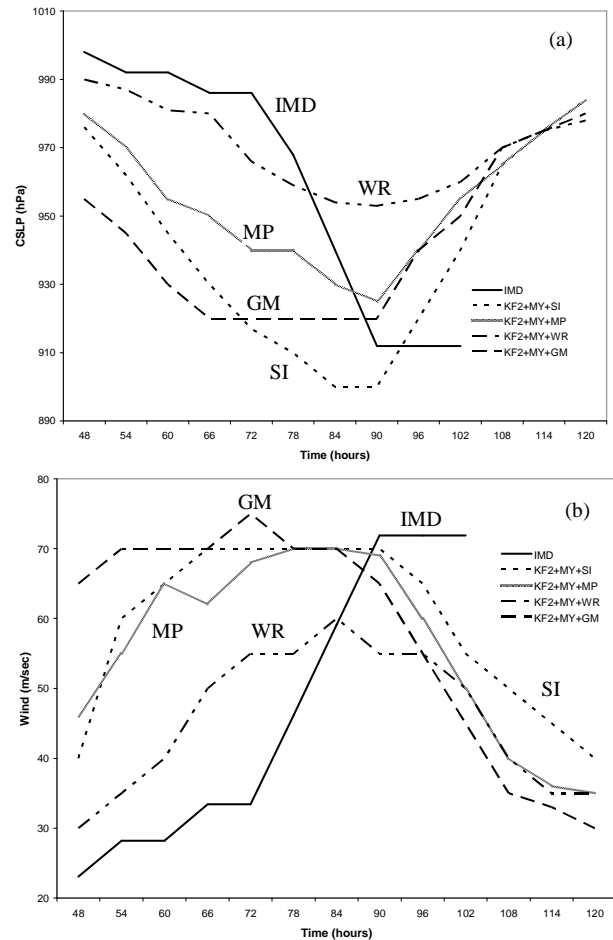 (a)
1010
990
970
950
930
910
890
CSLP (hPa)
IMD
WR
MP
GM
SI
IMD
KF2+MY+SI
KF2+MY+MP
KF2+MY+WR
KF2+MY+GM
48 54 60 66 72 78 84 90 96 102 108 114 120
Time (hours)
(b)
80
70
60
50
40
30
20
Wind (m/sec)
GM
IMD
MP
WR
SI
IMD
KF2+MY+SI
KF2+MY+MP
KF2+MY+WR
KF2+MY+GM
48 54 60 66 72 78 84 90 96 102 108 114 120
Time (hours)